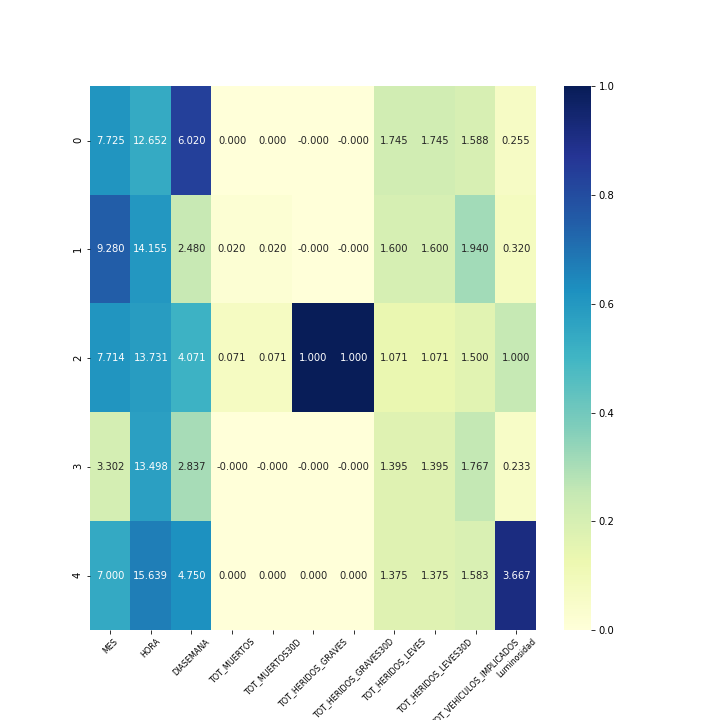 0 7.725 12.652 6.020 0.000 0.000 -0.000 -0.000 1.745 1.745 1.588 0.255
1 9.280 14.155 2.480 0.020 0.020 -0.000 -0.000 1.600 1.600 1.940 0.320
2 7.714 13.731 4.071 0.071 0.071 1.000 1.000 1.071 1.071 1.500 1.000
3 3.302 13.498 2.837 -0.000 -0.000 -0.000 -0.000 1.395 1.395 1.767 0.233
4 7.000 15.639 4.750 0.000 0.000 0.000 0.000 1.375 1.375 1.583 3.667
MES
HORA
DIASEMANA
TOT_MUERTOS
TOT_MUERTOS30D
TOT_HERIDOS_GRAVES
TOT_HERIDOS_GRAVES30D
TOT_HERIDOS_LEVES
TOT_HERIDOS_LEVES30D
OT_VEHICULOS_IMPLICADOS
Luminosidad
1.0
0.8
0.6
0.4
0.2
0.0